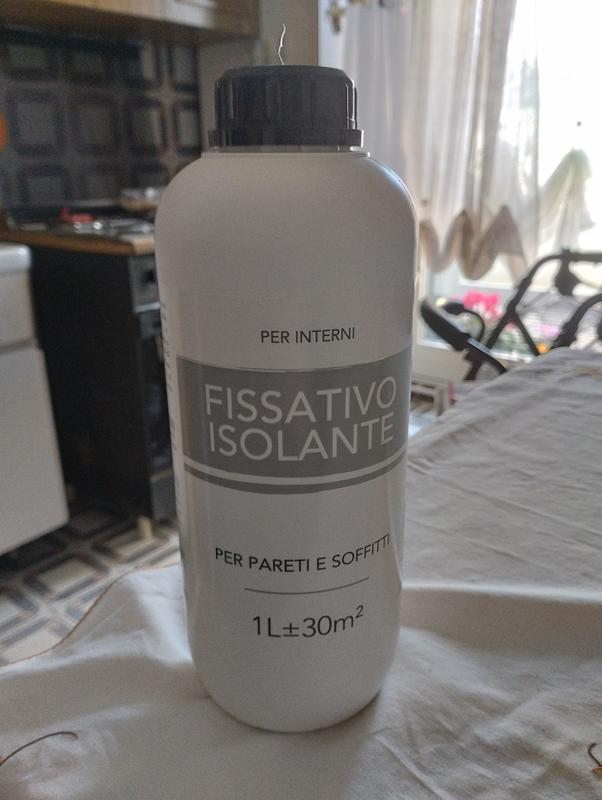 PER INTERNI
FISSATIVO
ISOLANTE
PER PARETI E SOFFITTI
1L±30m²